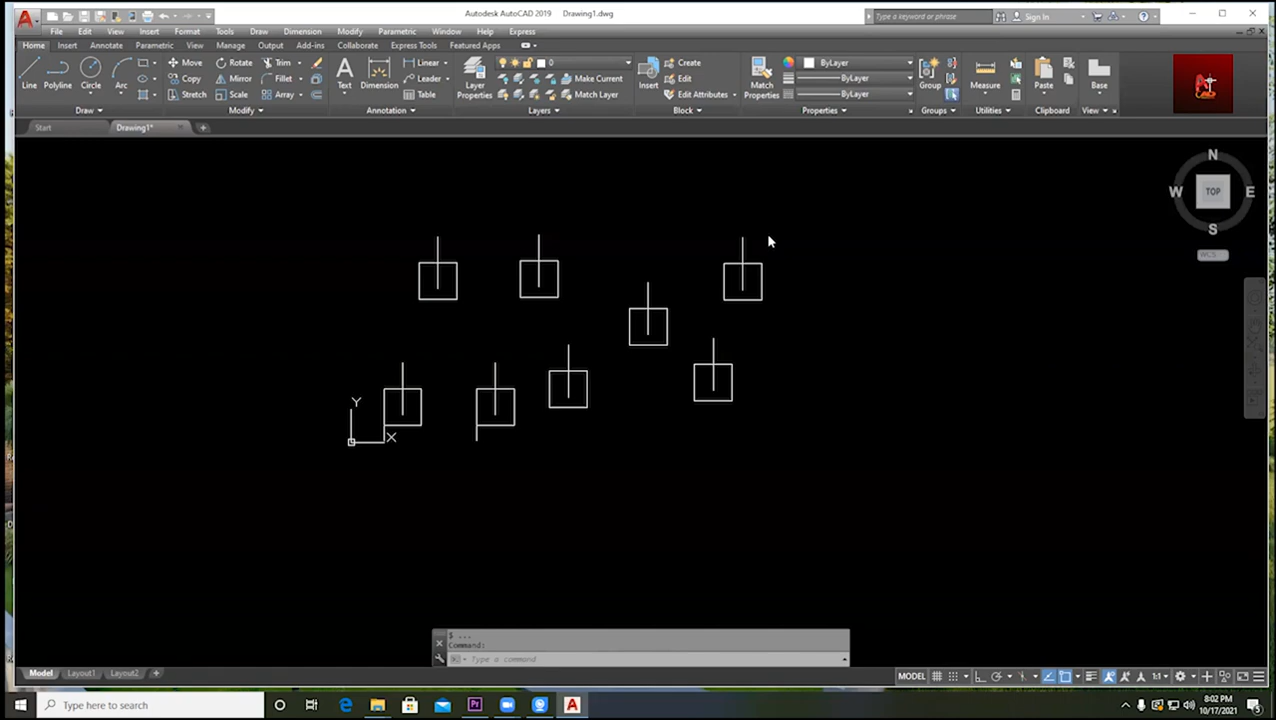 Autodesk AutoCAD 2019 Drawing1.dwg
Type a keyword or phrase
Sign In
File Edit View Insert Format Tools Draw Dimension Modify Parametric Window Help Express
Home Insert Annotate Parametric View Manage Output Add-ins Collaborate Express Tools Featured Apps
Line Polyline Circle Arc
Move Rotate Trim
Copy Mirror Fillet
Stretch Scale Array
Text Dimension
Linear
Leader
Table
Layer
Properties
0
Make Current
Match Layer
Insert
Create
Edit
Edit Attributes
Match
Properties
ByLayer
ByLayer
ByLayer
Group
Measure
Paste
Base
Draw Modify Annotation Layers Block Properties Groups Utilities Clipboard View
Start Drawing1*
N
W TOP E
S
WCS
Y
X
$ ...
Command:
Type a command
Model Layout1 Layout2
MODEL
1:1
Type here to search
8:02 PM
10/17/2021